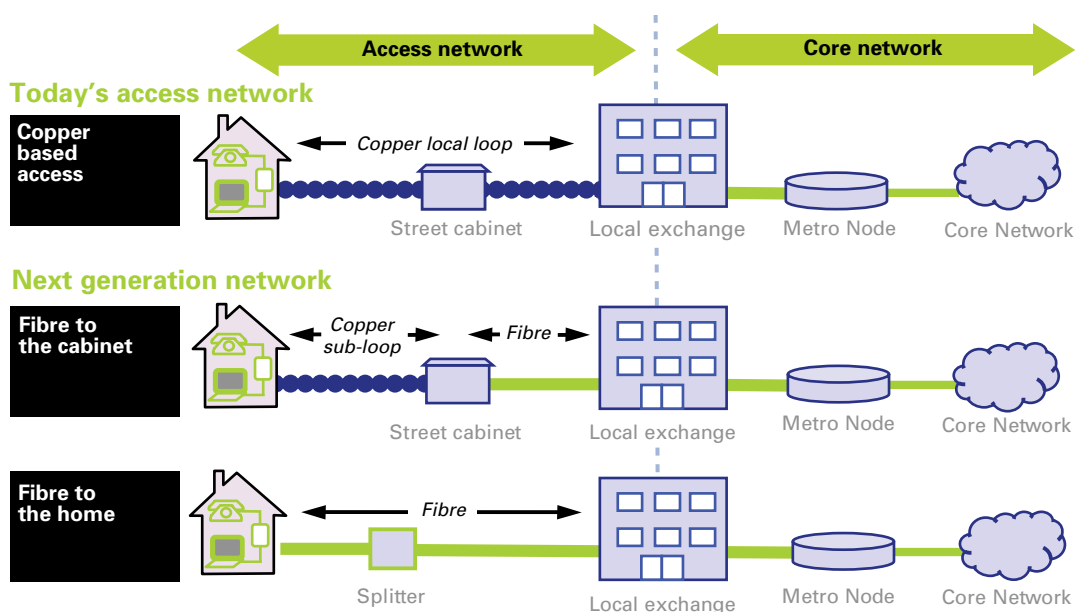 Access network
Core network
Today's access network
Copper
based
access
Copper local loop
Street cabinet
Local exchange
Metro Node
Core Network
Next generation network
Fibre to
the cabinet
Copper
sub-loop
Fibre
Street cabinet
Local exchange
Metro Node
Core Network
Fibre to
the home
Fibre
Splitter
Local exchange
Metro Node
Core Network